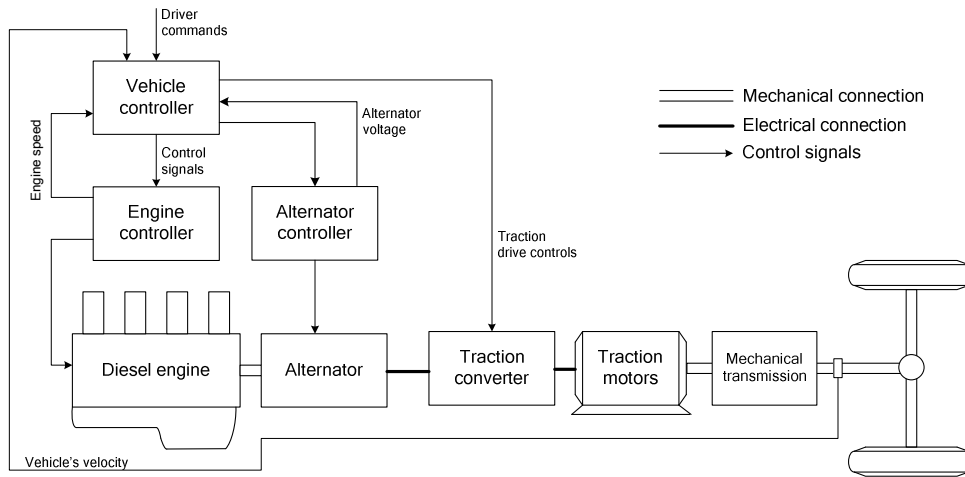 Driver
commands
Vehicle
controller
Alternator
voltage
Mechanical connection
Electrical connection
Control signals
Engine speed
Control
signals
Engine
controller
Alternator
controller
Traction
drive controls
Diesel engine
Alternator
Traction
converter
Traction
motors
Mechanical
transmission
Vehicle's velocity